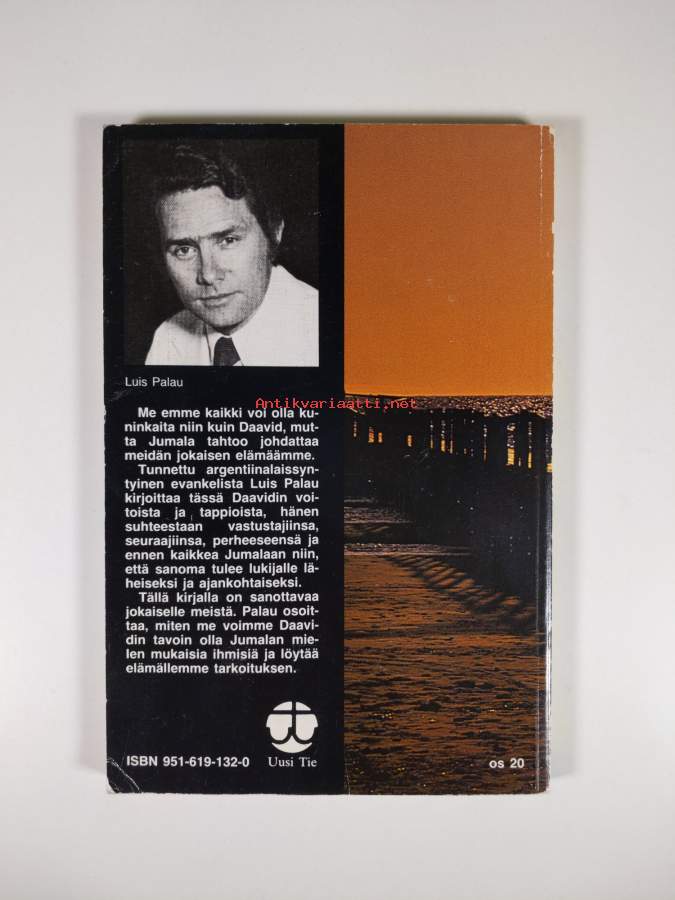 Luis Palau
Antikvariaatti.net
Me emme kaikki voi olla ku-
ninkaita niin kuin Daavid, mut-
ta Jumala tahtoo johdattaa
meidän jokaisen elämäämme.
Tunnettu argentiinalaissyn-
tyinen evankelista Luis Palau
kirjoittaa tässä Daavidin voi-
toista ja tappioista, hänen
suhteestaan vastustajiinsa,
seuraajiinsa, perheeseensä ja
ennen kaikkea Jumalaan niin,
että sanoma tulee lukijalle lä-
heiseksi ja ajankohtaiseksi.
Tällä kirjalla on sanottavaa
jokaiselle meistä. Palau osoit-
taa, miten me voimme Daavi-
din tavoin olla Jumalan mie-
len mukaisia ihmisiä ja löytää
elämällemme tarkoituksen.
ISBN 951-619-132-0
Uusi Tie
os 20